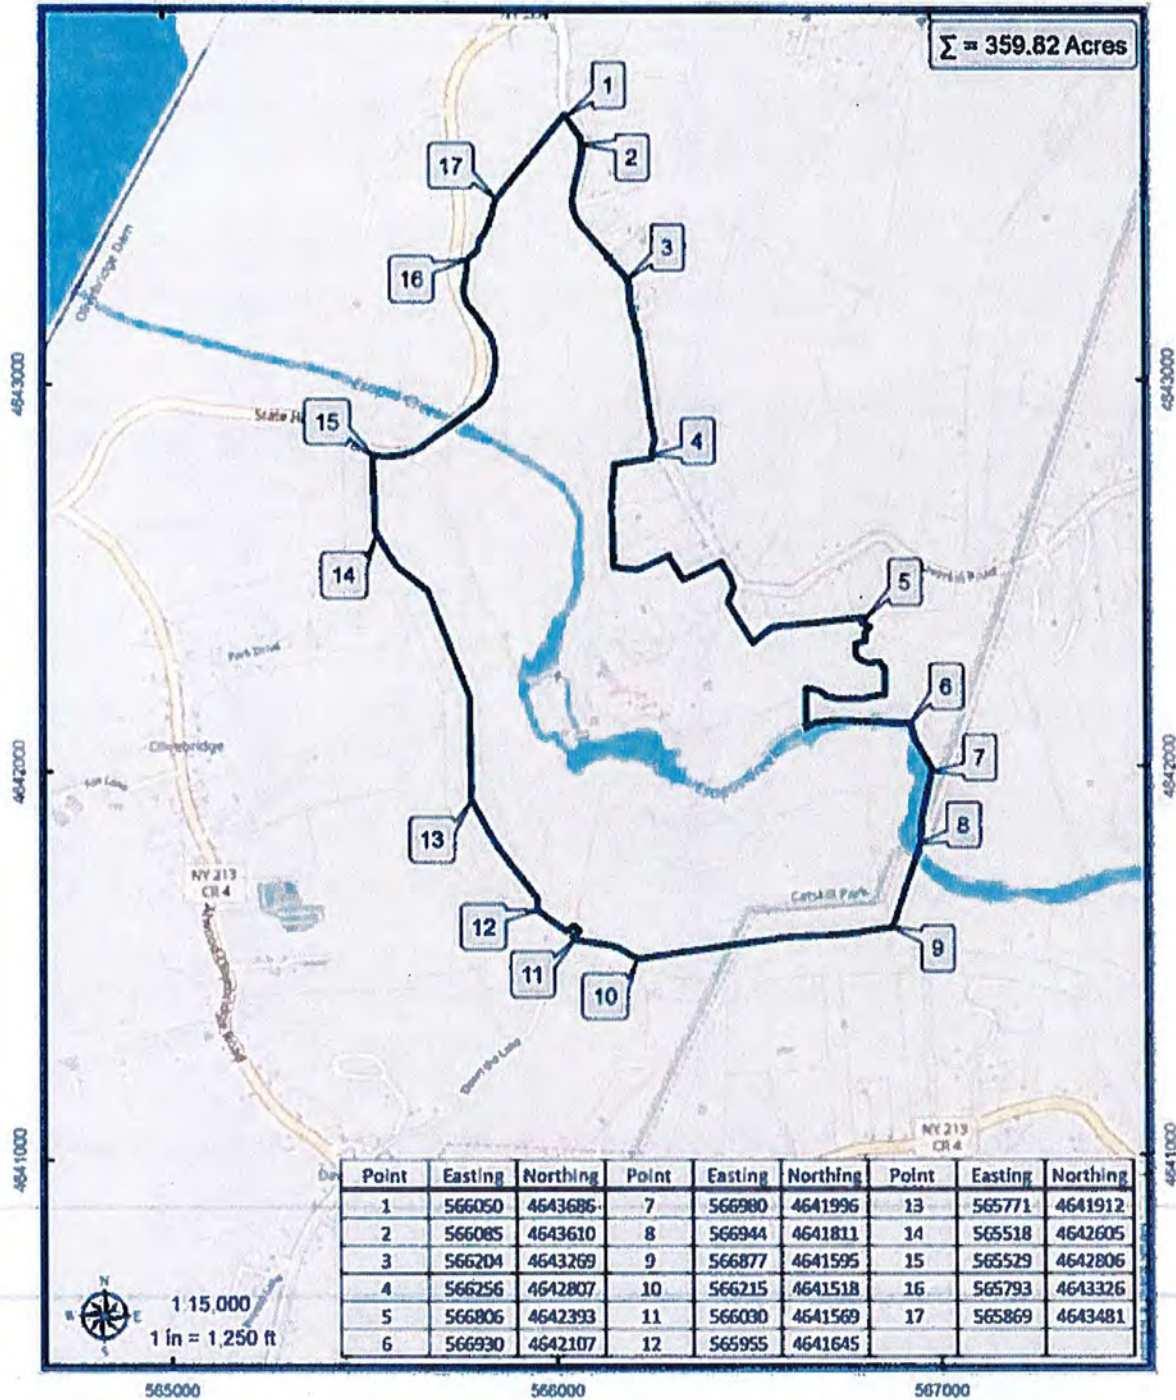 Σ = 359.82 Acres
1
2
17
3
16
Olivebridge Dam
4643000
4643000
Esopus Creek
State H
15
4
14
5
Park Drive
6
Olivebridge
7
4642000
4642000
8
13
NY 213
CR 4
Catskill Park
12
9
11
10
NY 213
CR 4
4641000
4641000
Point Easting Northing Point Easting Northing Point Easting Northing
1 566050 4643686 7 566980 4641996 13 565771 4641912
2 566085 4643610 8 566944 4641811 14 565518 4642605
3 566204 4643269 9 566877 4641595 15 565529 4642806
4 566256 4642807 10 566215 4641518 16 565793 4643326
5 566806 4642393 11 566030 4641569 17 565869 4643481
6 566930 4642107 12 565955 4641645
N
E
S
1:15,000
1 in = 1,250 ft
565000
566000
567000